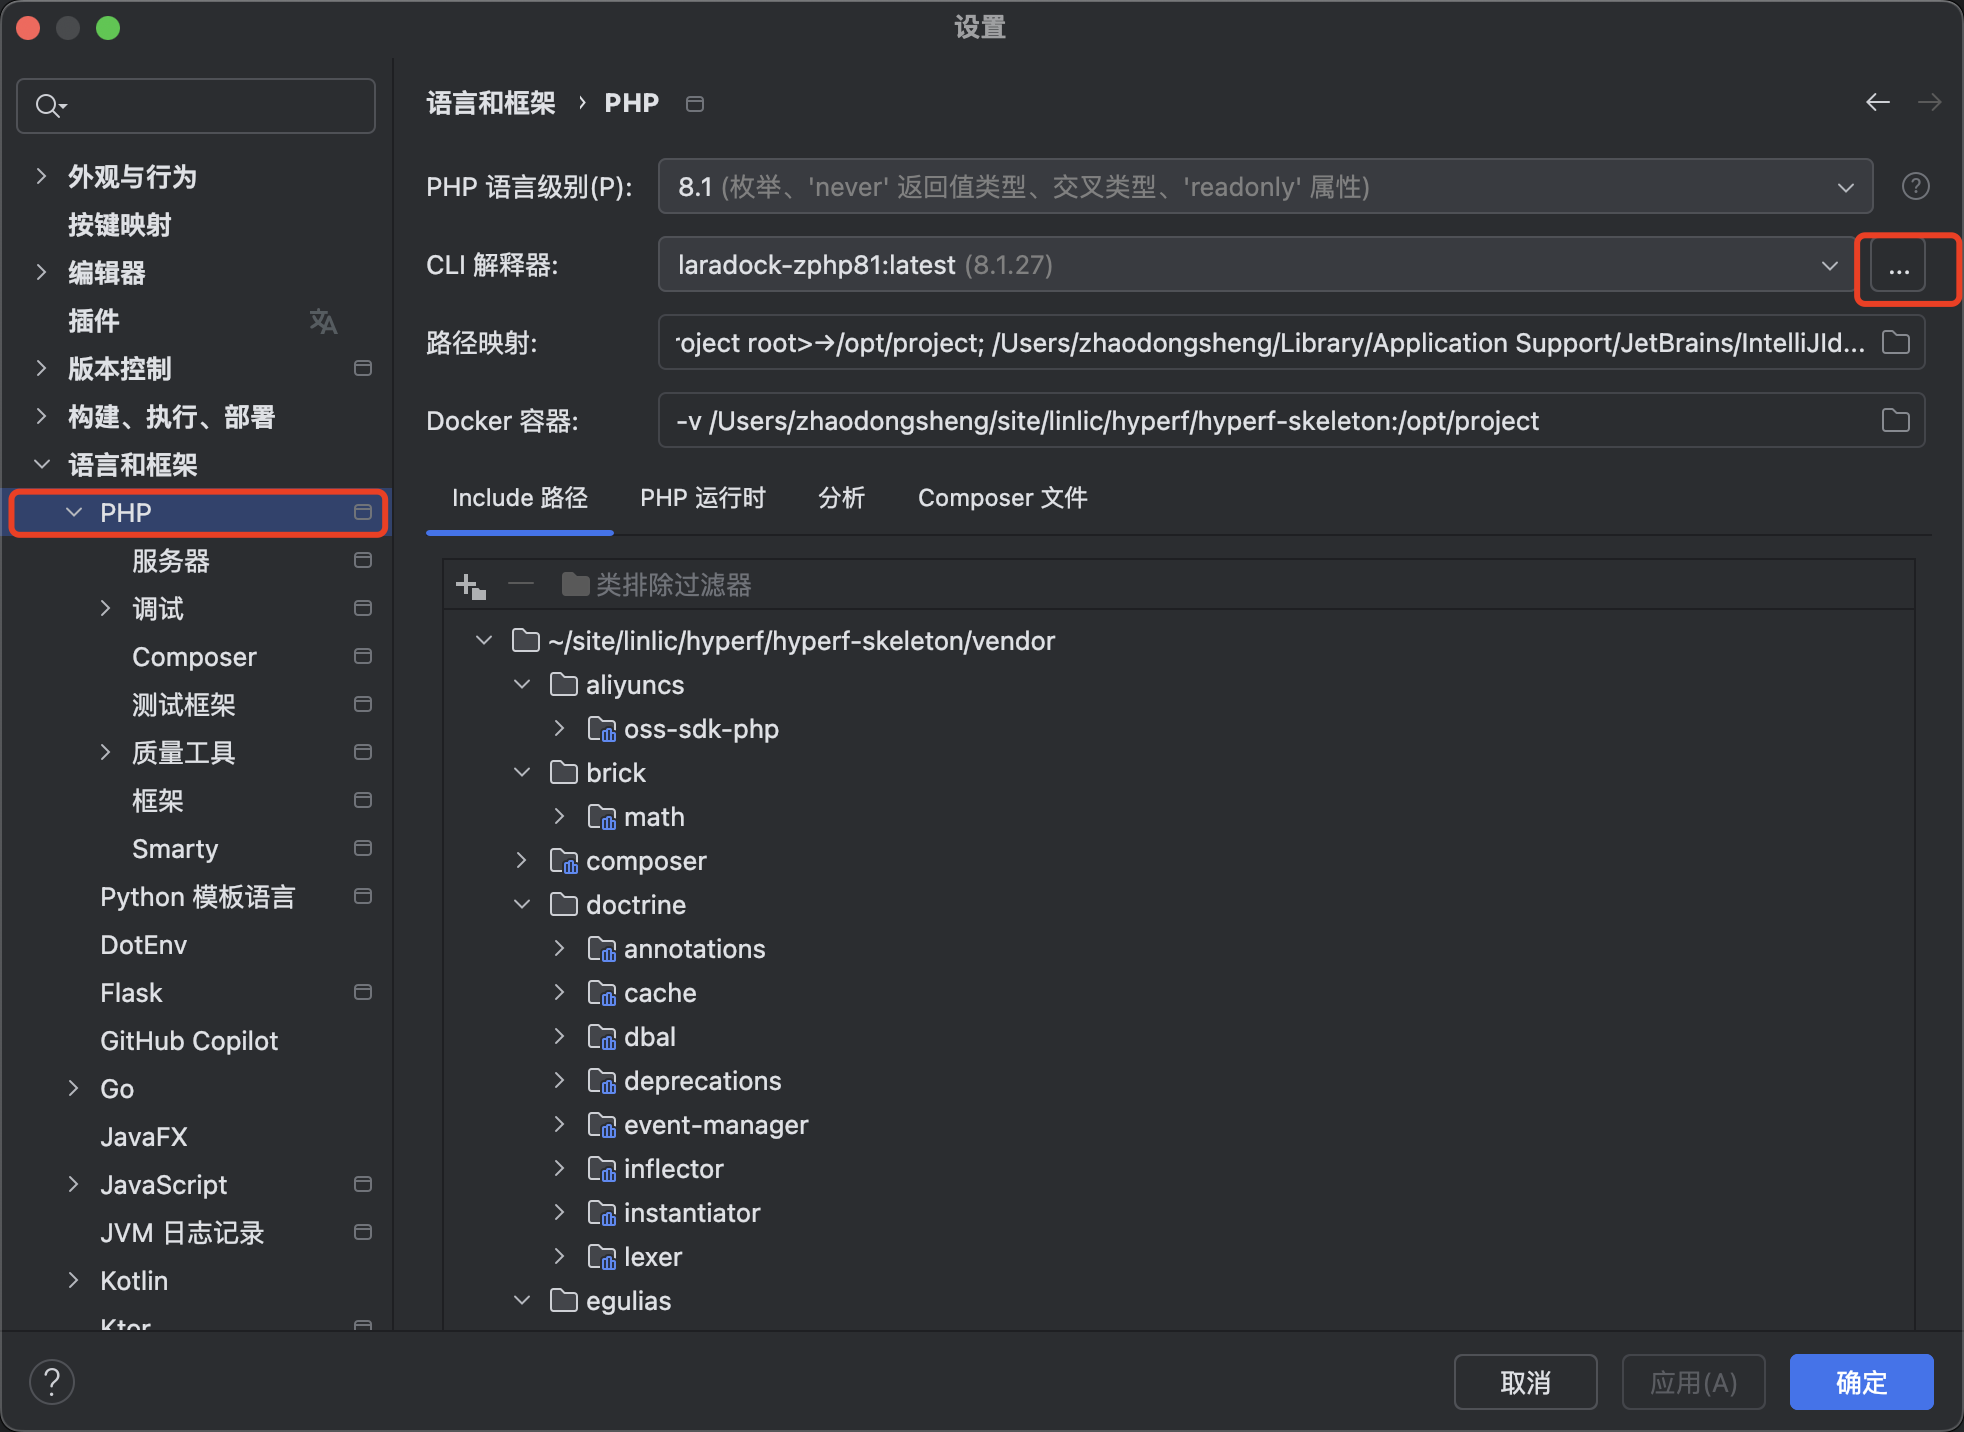 设置
外观与行为
按键映射
编辑器
插件
版本控制
构建、执行、部署
语言和框架
PHP
服务器
调试
Composer
测试框架
质量工具
框架
Smarty
Python 模板语言
DotEnv
Flask
GitHub Copilot
Go
JavaFX
JavaScript
JVM 日志记录
Kotlin
Ktor
语言和框架 › PHP
PHP 语言级别(P): 8.1 (枚举、'never' 返回值类型、交叉类型、'readonly' 属性)
CLI 解释器: laradock-zphp81:latest (8.1.27) ...
路径映射: roject root>→/opt/project; /Users/zhaodongsheng/Library/Application Support/JetBrains/IntelliJId...
Docker 容器: -v /Users/zhaodongsheng/site/linlic/hyperf/hyperf-skeleton:/opt/project
Include 路径 PHP 运行时 分析 Composer 文件
类排除过滤器
~/site/linlic/hyperf/hyperf-skeleton/vendor
aliyuncs
oss-sdk-php
brick
math
composer
doctrine
annotations
cache
dbal
deprecations
event-manager
inflector
instantiator
lexer
egulias
? 取消 应用(A) 确定